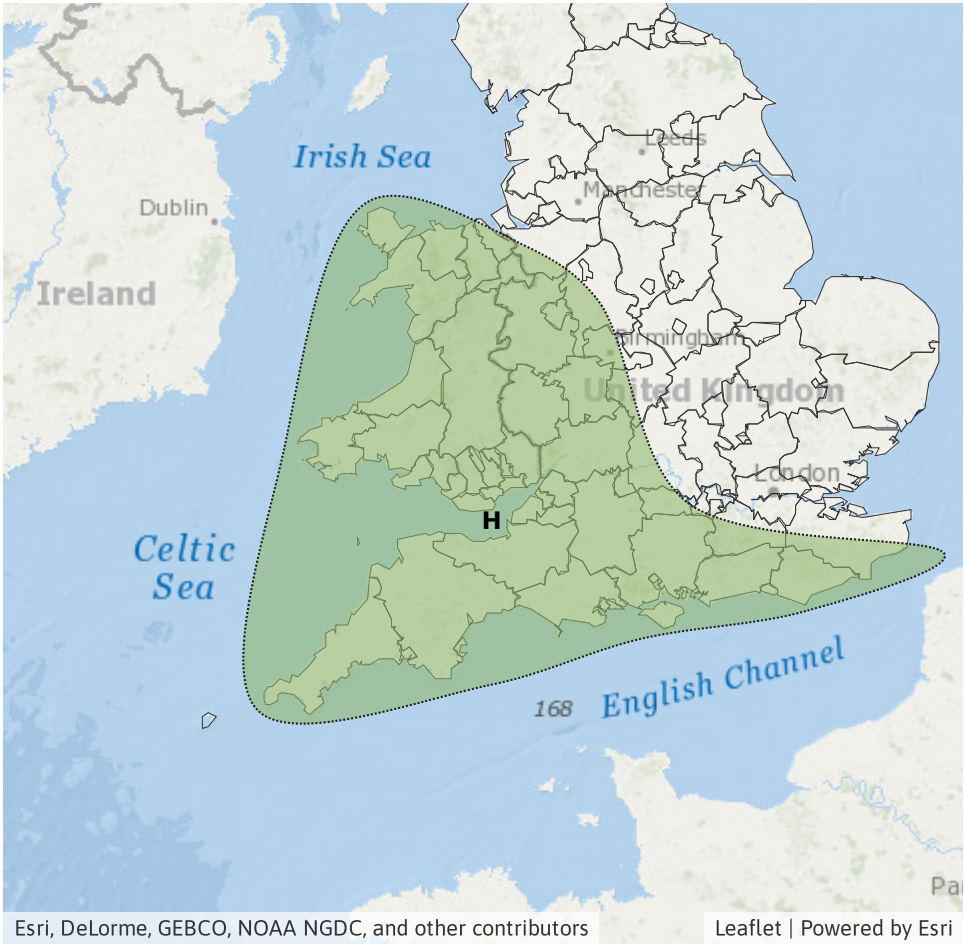 Irish Sea
Leeds
Manchester
Dublin
Ireland
Birmingham
United Kingdom
London
H
Celtic
Sea
English Channel
168
Pa
Esri, DeLorme, GEBCO, NOAA NGDC, and other contributors
Leaflet | Powered by Esri